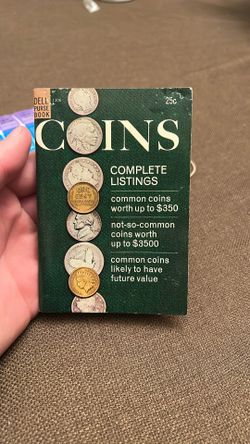 DELL
PURSE
BOOK
25c
COINS
COMPLETE
LISTINGS
common coins
worth up to $350
not-so-common
coins worth
up to $3500
common coins
likely to have
future value